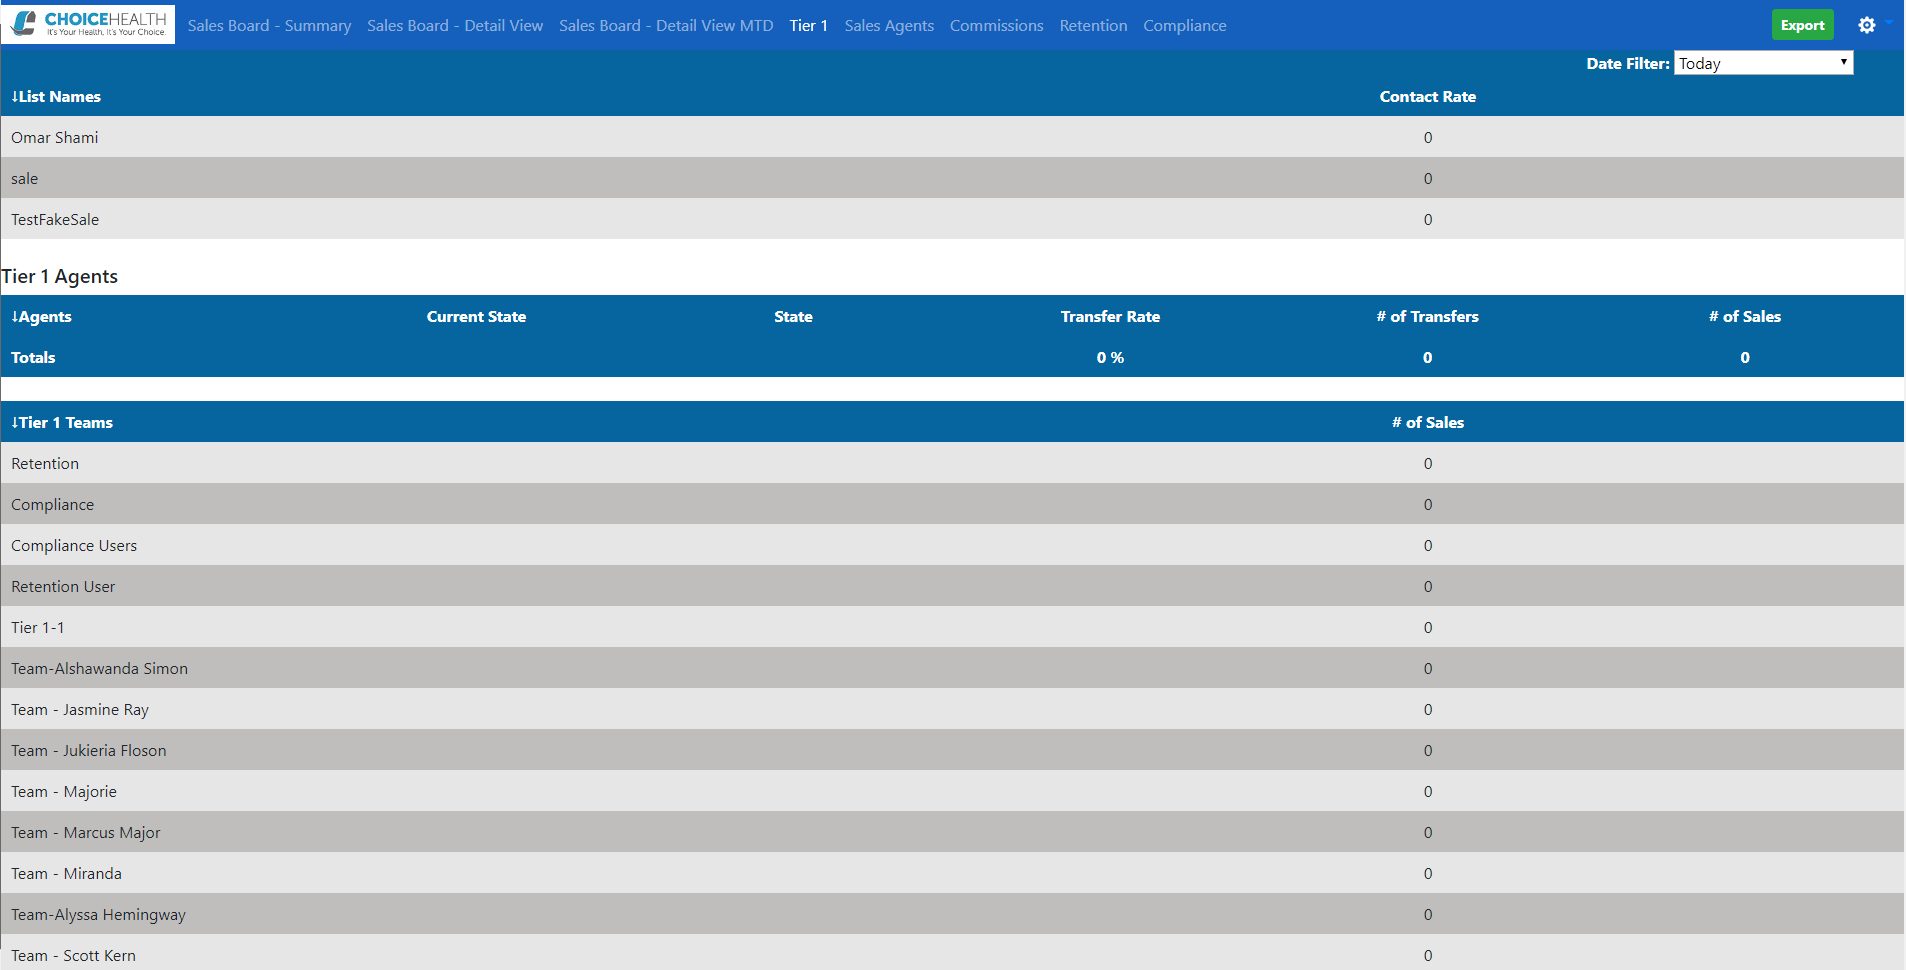 CHOICEHEALTH
It's Your Health, It's Your Choice.
Sales Board - Summary Sales Board - Detail View Sales Board - Detail View MTD Tier 1 Sales Agents Commissions Retention Compliance Export
Date Filter: Today
↓List Names Contact Rate
Omar Shami 0
sale 0
TestFakeSale 0
Tier 1 Agents
↓Agents Current State State Transfer Rate # of Transfers # of Sales
Totals 0 % 0 0
↓Tier 1 Teams # of Sales
Retention 0
Compliance 0
Compliance Users 0
Retention User 0
Tier 1-1 0
Team-Alshawanda Simon 0
Team - Jasmine Ray 0
Team - Jukieria Floson 0
Team - Majorie 0
Team - Marcus Major 0
Team - Miranda 0
Team-Alyssa Hemingway 0
Team - Scott Kern 0